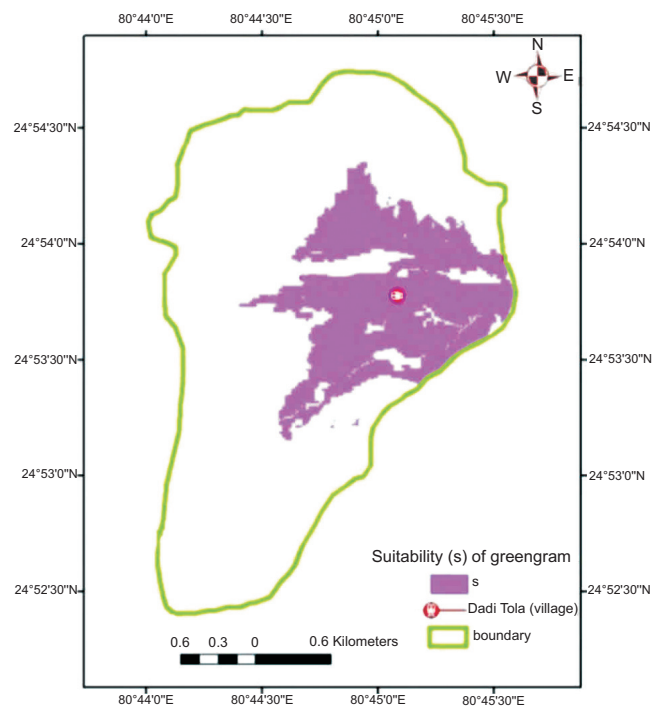 80°44'0"E 80°44'30"E 80°45'0"E 80°45'30"E
N
W E
S
24°54'30"N 24°54'30"N
24°54'0"N 24°54'0"N
24°53'30"N 24°53'30"N
24°53'0"N 24°53'0"N
Suitability (s) of greengram
s
24°52'30"N 24°52'30"N
Dadi Tola (village)
boundary
0.6 0.3 0 0.6 Kilometers
80°44'0"E 80°44'30"E 80°45'0"E 80°45'30"E